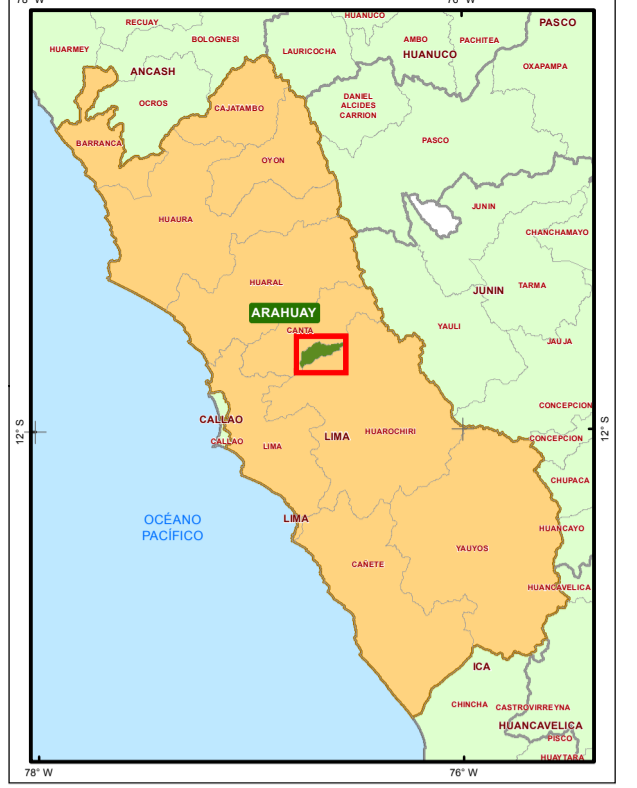 78° W
76° W
HUANUCO
PASCO
RECUAY
BOLOGNESI
AMBO
PACHITEA
HUARMEY
LAURICOCHA
HUANUCO
OXAPAMPA
ANCASH
DANIEL
ALCIDES
CARRION
OCROS
CAJATAMBO
BARRANCA
PASCO
OYON
JUNIN
HUAURA
CHANCHAMAYO
HUARAL
JUNIN
TARMA
ARAHUAY
CANTA
YAULI
JAUJA
CONCEPCION
CALLAO
12° S
12° S
HUAROCHIRI
LIMA
CALLAO
LIMA
CONCEPCION
CHUPACA
LIMA
OCÉANO
PACÍFICO
HUANCAYO
YAUYOS
CAÑETE
HUANCAVELICA
ICA
CHINCHA
CASTROVIRREYNA
HUANCAVELICA
PISCO
HUAYTARA
78° W
76° W